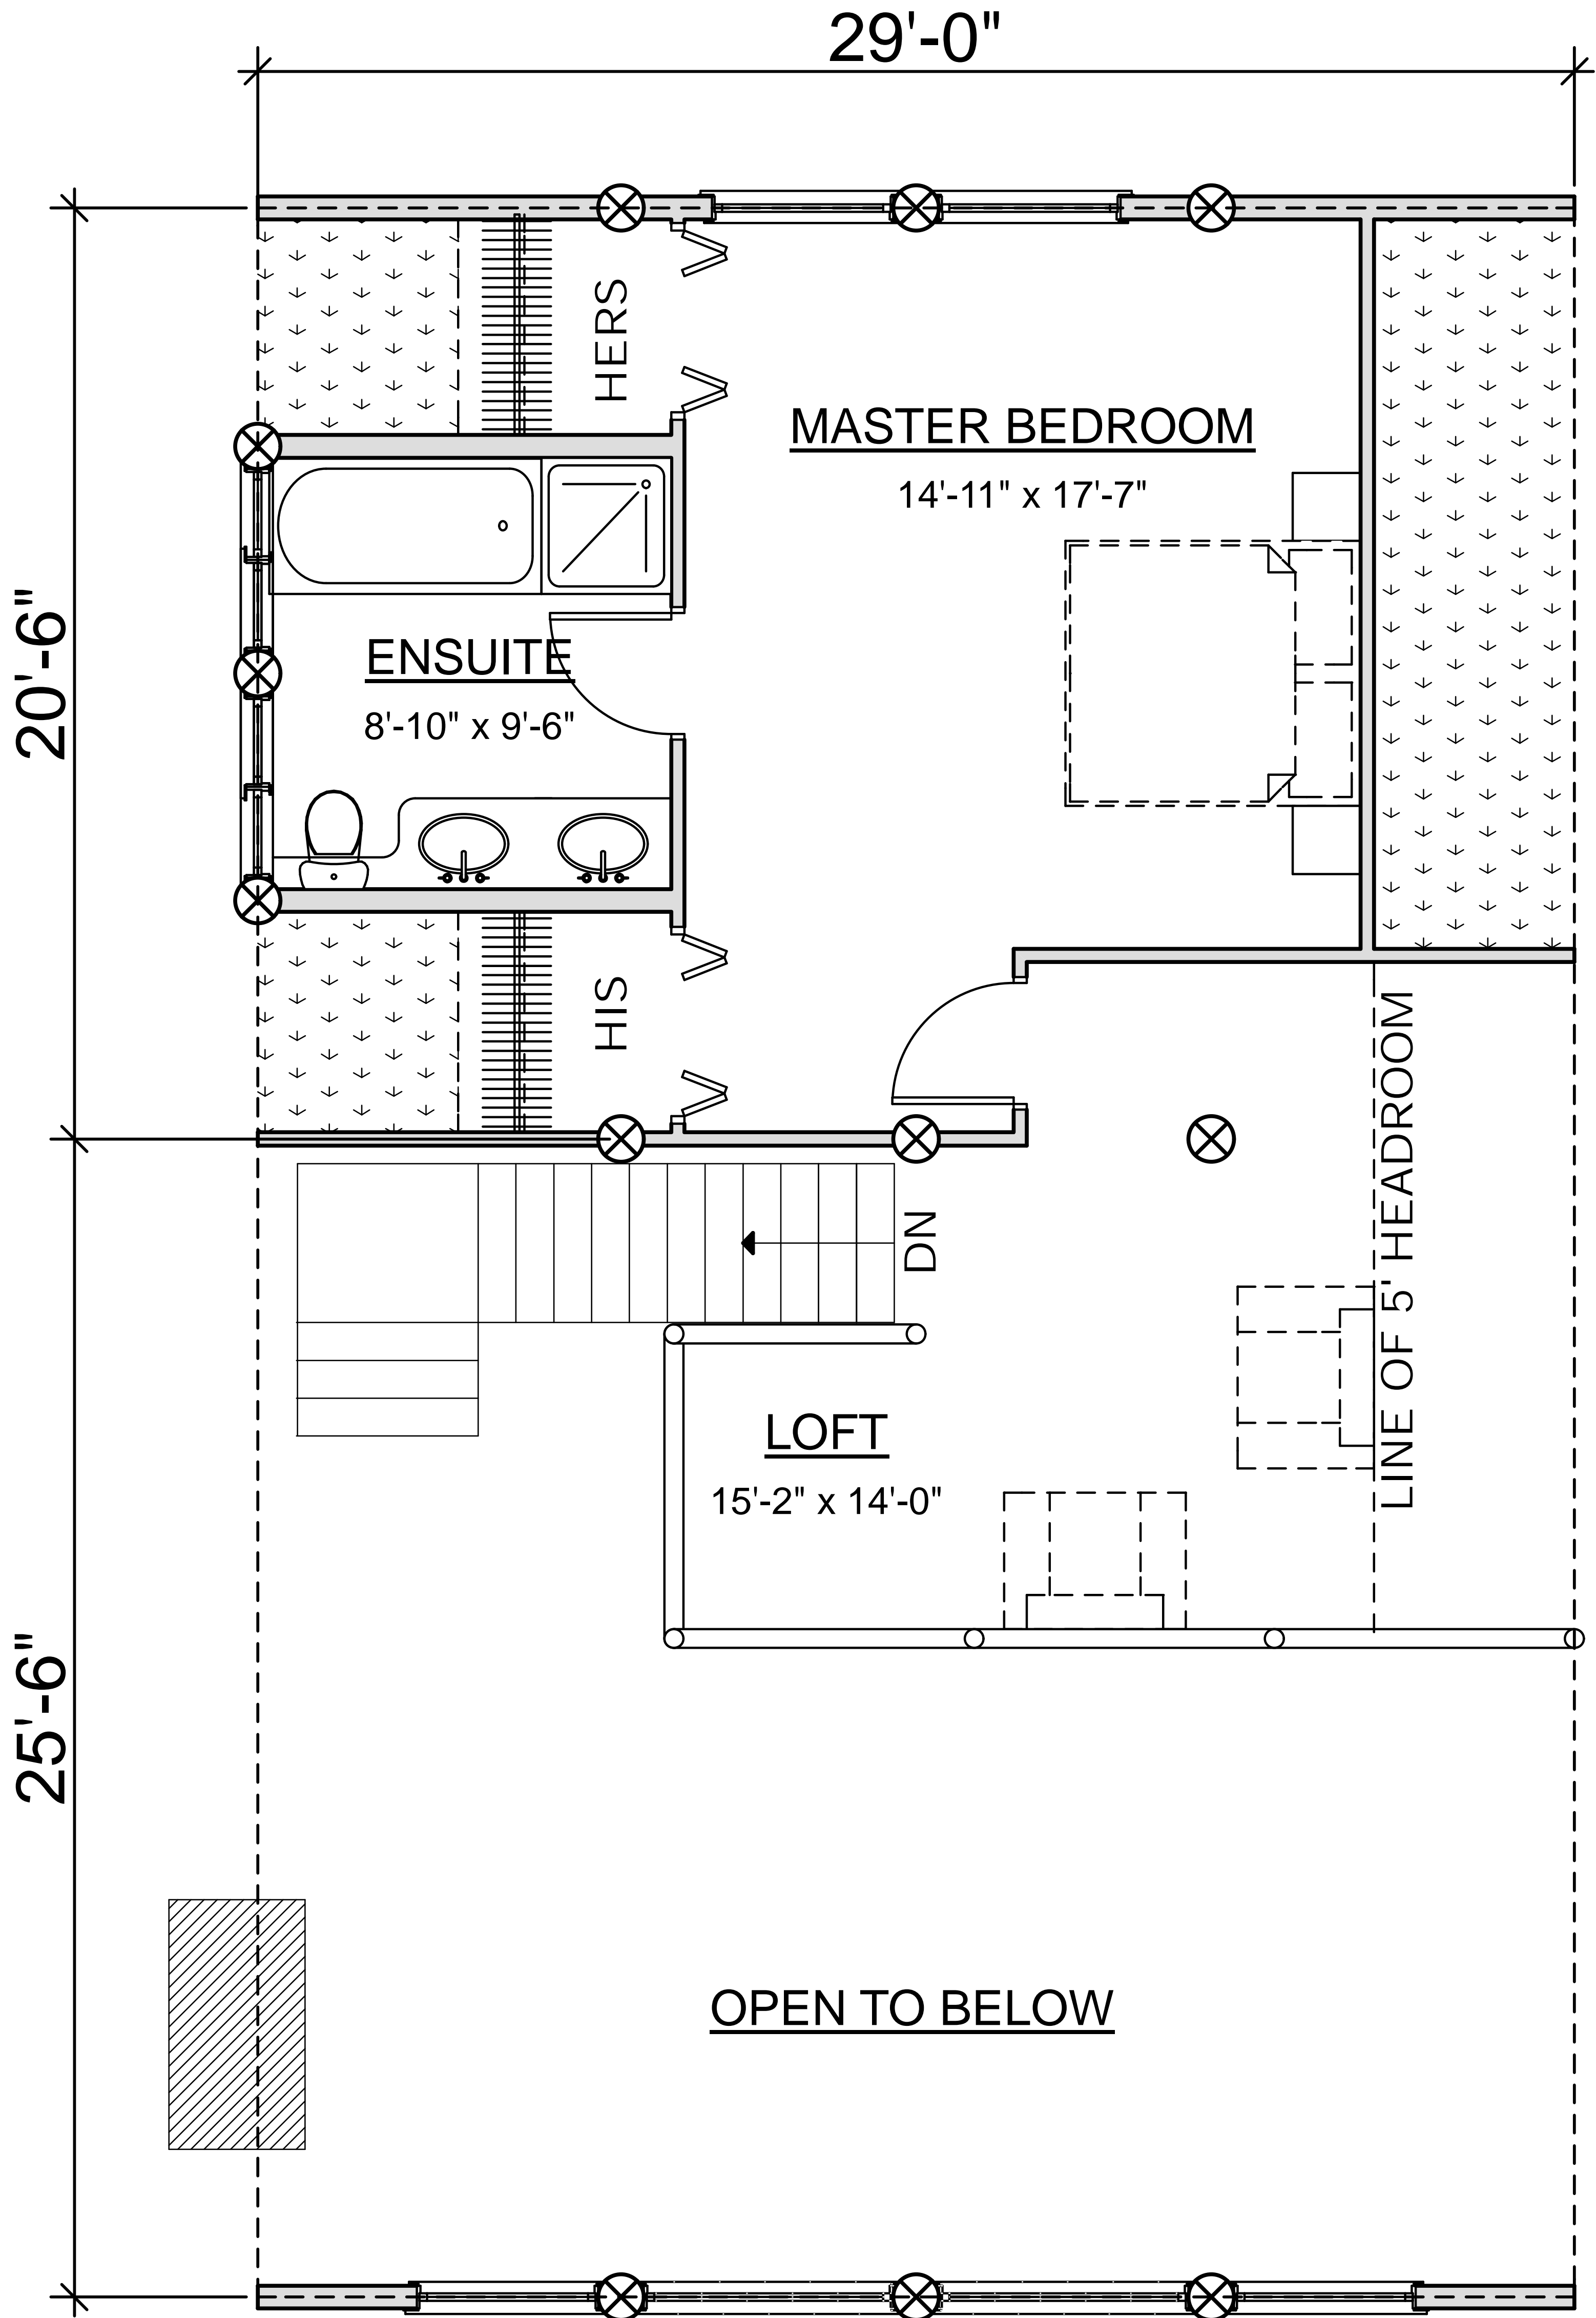 29'-0"
HERS
MASTER BEDROOM
14'-11" x 17'-7"
20'-6"
ENSUITE
8'-10" x 9'-6"
HIS
LINE OF 5' HEADROOM
DN
LOFT
15'-2" x 14'-0"
25'-6"
OPEN TO BELOW